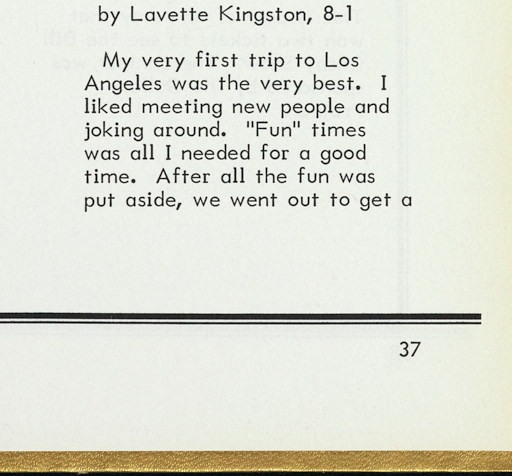 by Lavette Kingston, 8-1
My very first trip to Los
Angeles was the very best. I
liked meeting new people and
joking around. "Fun" times
was all I needed for a good
time. After all the fun was
put aside, we went out to get a
37